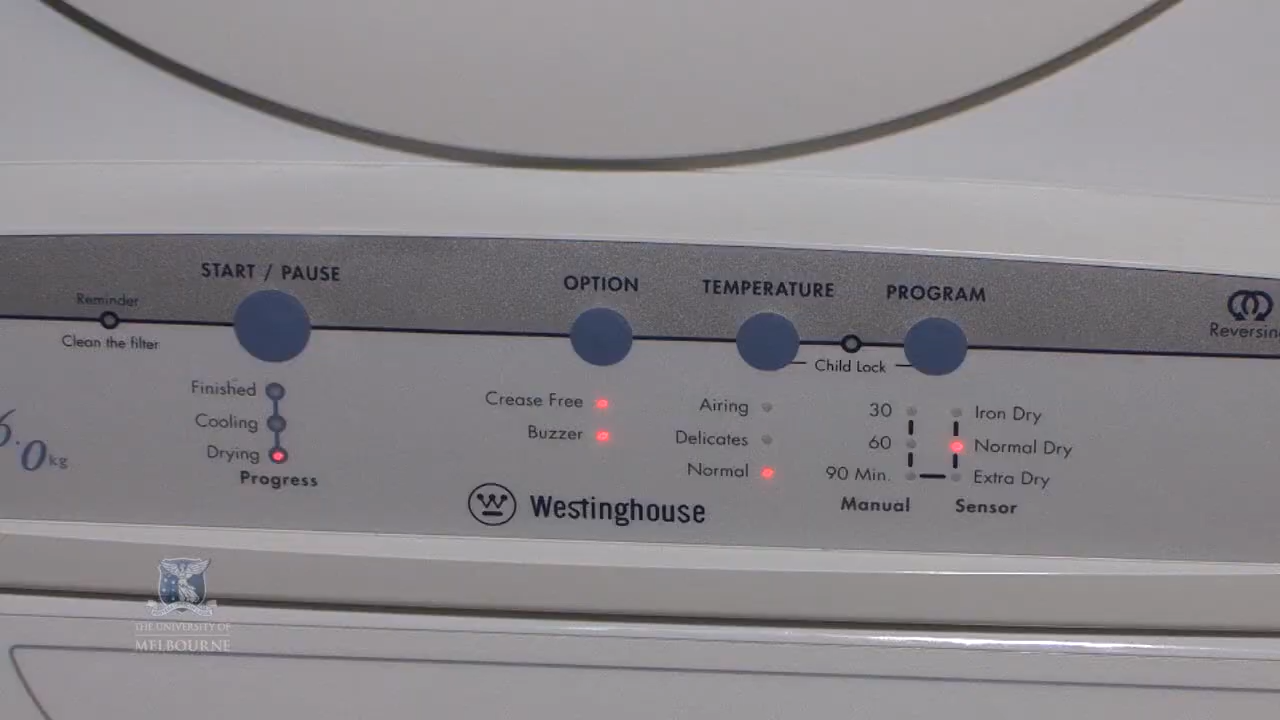 START / PAUSE
OPTION
TEMPERATURE
PROGRAM
Reminder
Clean the filter
Child Lock
Reversin
Finished
Cooling
Drying
Progress
Crease Free
Buzzer
Airing
Delicates
Normal
30
60
90 Min.
Manual
Iron Dry
Normal Dry
Extra Dry
Sensor
6.0kg
Westinghouse
THE UNIVERSITY OF
MELBOURNE